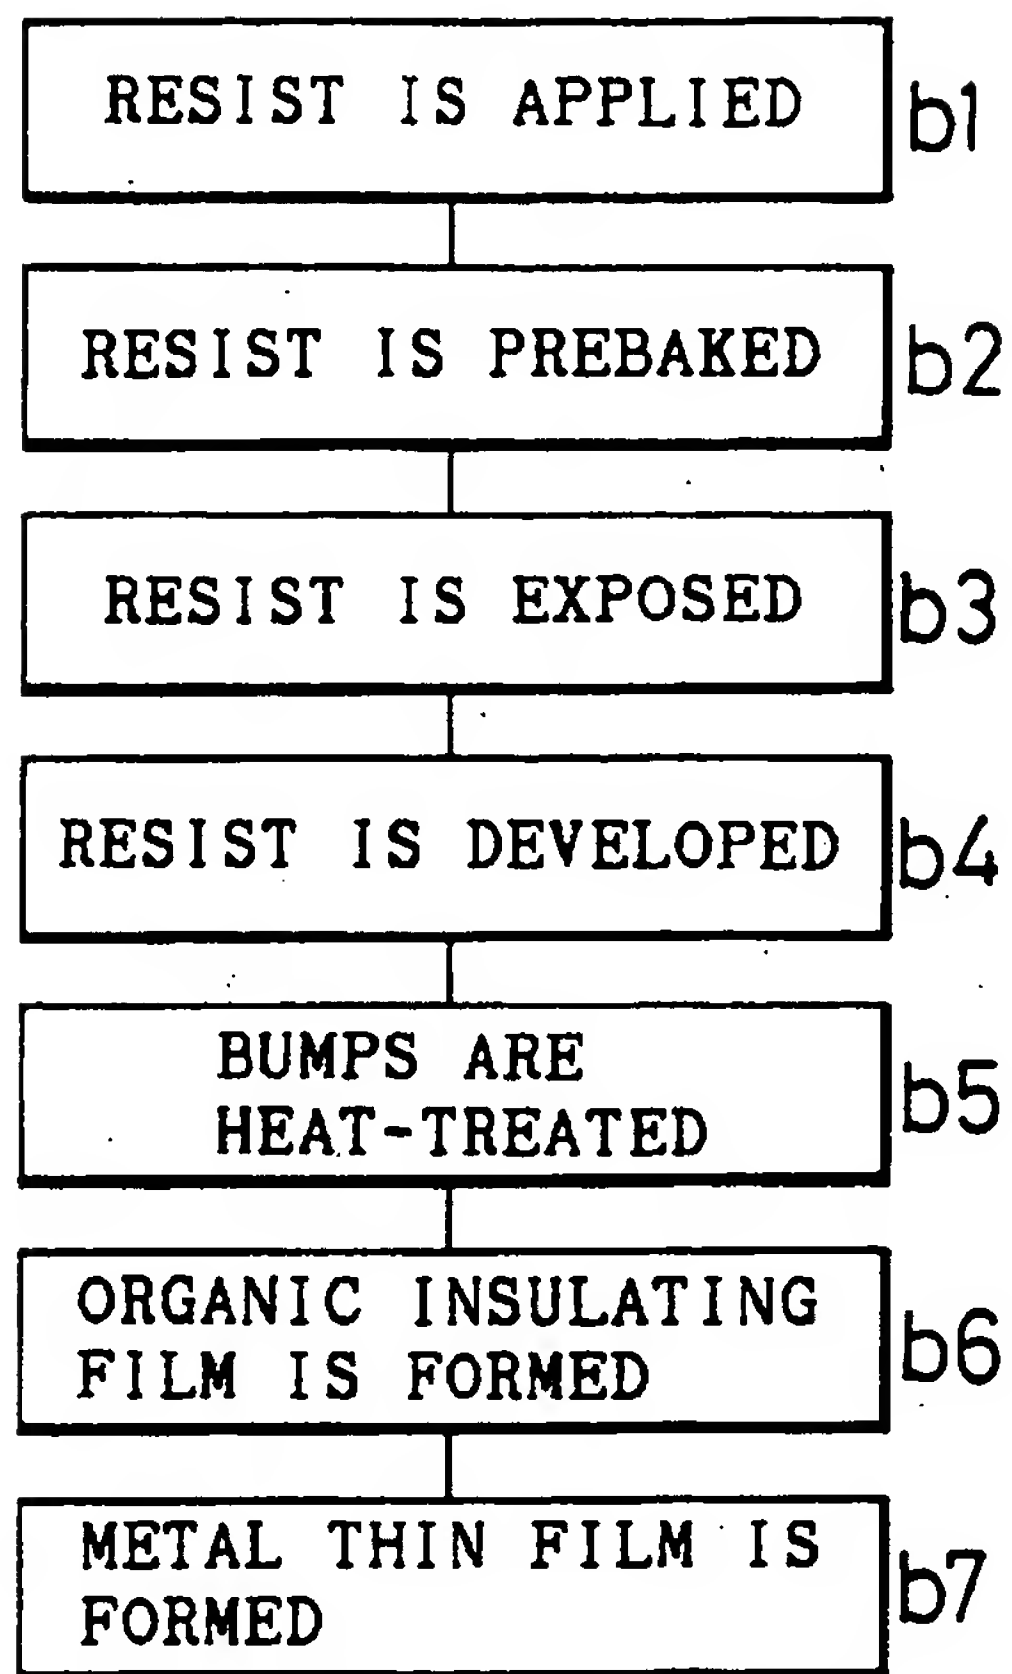 RESIST IS APPLIED
b1
RESIST IS PREBAKED
b2
RESIST IS EXPOSED
b3
RESIST IS DEVELOPED
b4
BUMPS ARE
HEAT-TREATED
b5
ORGANIC INSULATING
FILM IS FORMED
b6
METAL THIN FILM IS
FORMED
b7